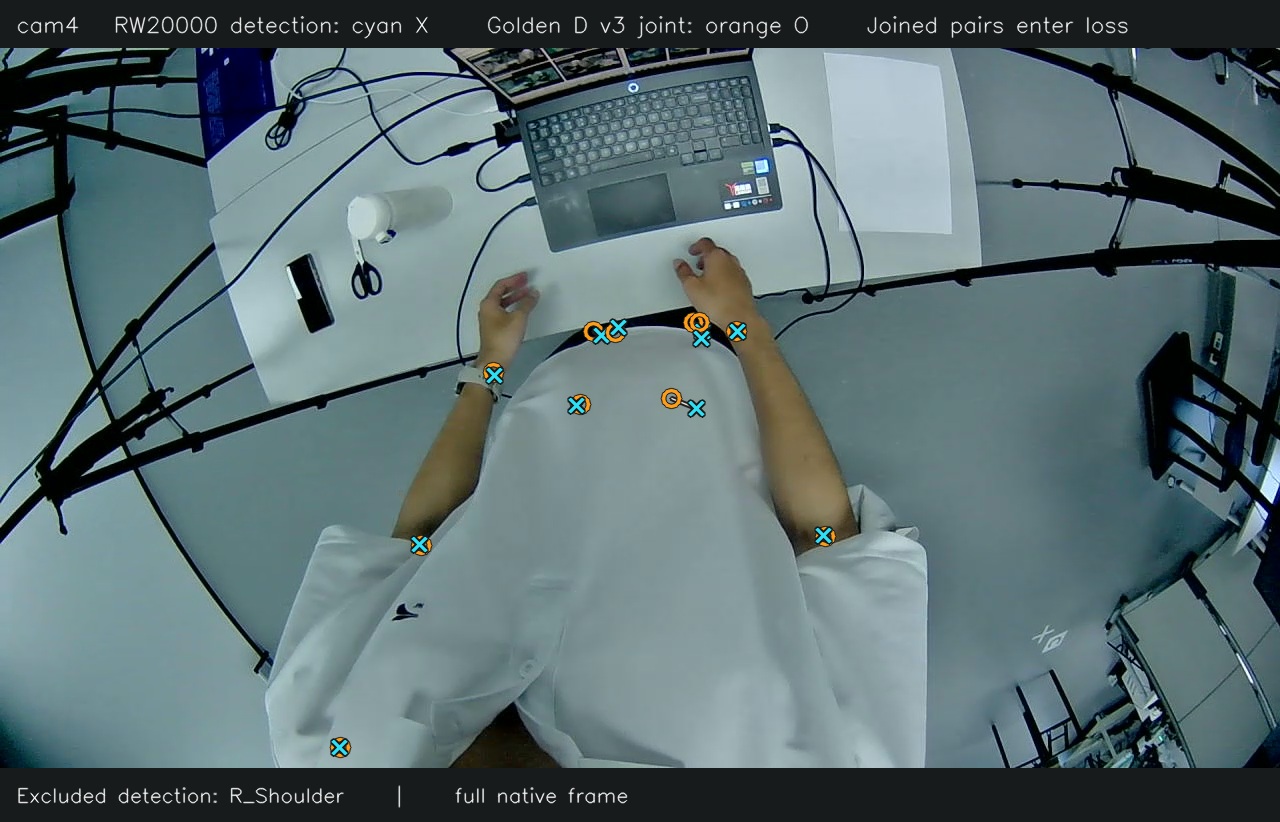 cam4 RW20000 detection: cyan X Golden D v3 joint: orange O Joined pairs enter loss
Excluded detection: R_Shoulder | full native frame